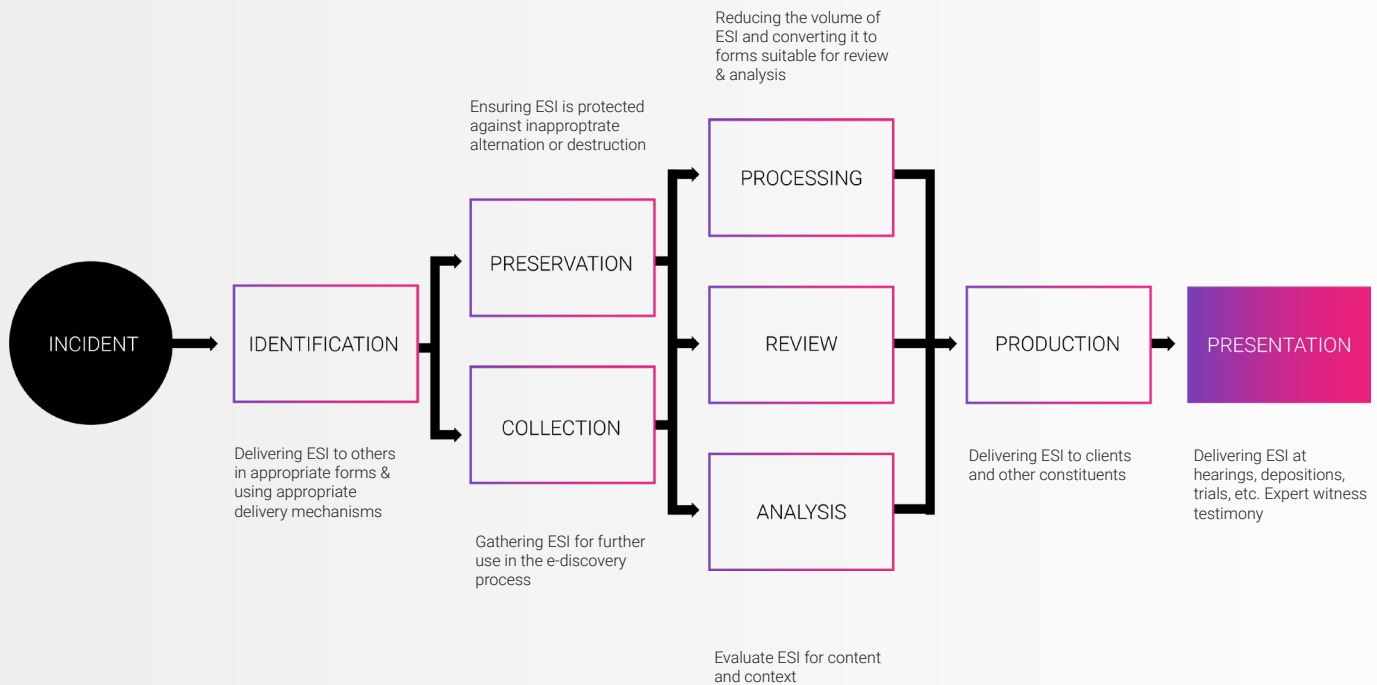 Reducing the volume of
ESI and converting it to
forms suitable for review
& analysis
Ensuring ESI is protected
against inapproptrate
alternation or destruction
PROCESSING
PRESERVATION
INCIDENT
IDENTIFICATION
REVIEW
PRODUCTION
PRESENTATION
COLLECTION
Delivering ESI to others
in appropriate forms &
using appropriate
delivery mechanisms
Delivering ESI to clients
and other constituents
Delivering ESI at
hearings, depositions,
trials, etc. Expert witness
testimony
ANALYSIS
Gathering ESI for further
use in the e-discovery
process
Evaluate ESI for content
and context